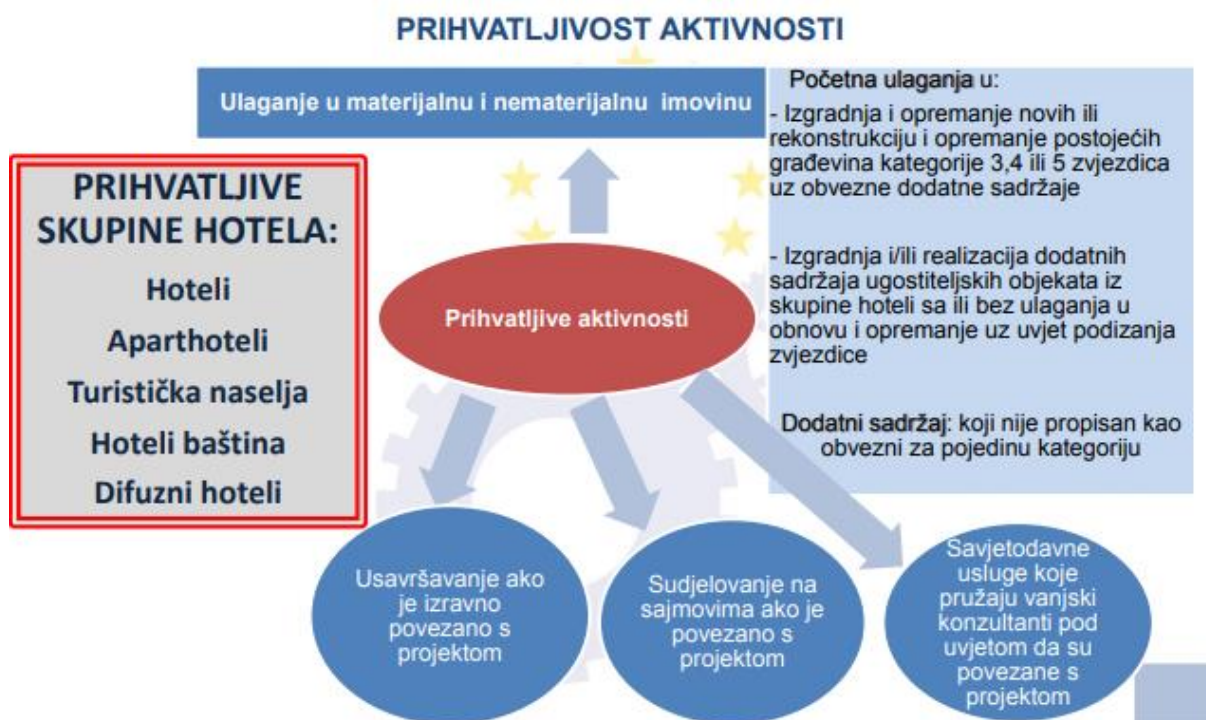 PRIHVATLJIVOST AKTIVNOSTI
Ulaganje u materijalnu i nematerijalnu imovinu
Početna ulaganja u:
- Izgradnja i opremanje novih ili
rekonstrukciju i opremanje postojećih
građevina kategorije 3,4 ili 5 zvjezdica
uz obvezne dodatne sadržaje
- Izgradnja i/ili realizacija dodatnih
sadržaja ugostiteljskih objekata iz
skupine hoteli sa ili bez ulaganja u
obnovu i opremanje uz uvjet podizanja
zvjezdice
Dodatni sadržaj: koji nije propisan kao
obvezni za pojedinu kategoriju
PRIHVATLJIVE
SKUPINE HOTELA:
Hoteli
Aparthoteli
Turistička naselja
Hoteli baština
Difuzni hoteli
Prihvatljive aktivnosti
Usavršavanje ako
je izravno
povezano s
projektom
Sudjelovanje na
sajmovima ako je
povezano s
projektom
Savjetodavne
usluge koje
pružaju vanjski
konzultanti pod
uvjetom da su
povezane s
projektom